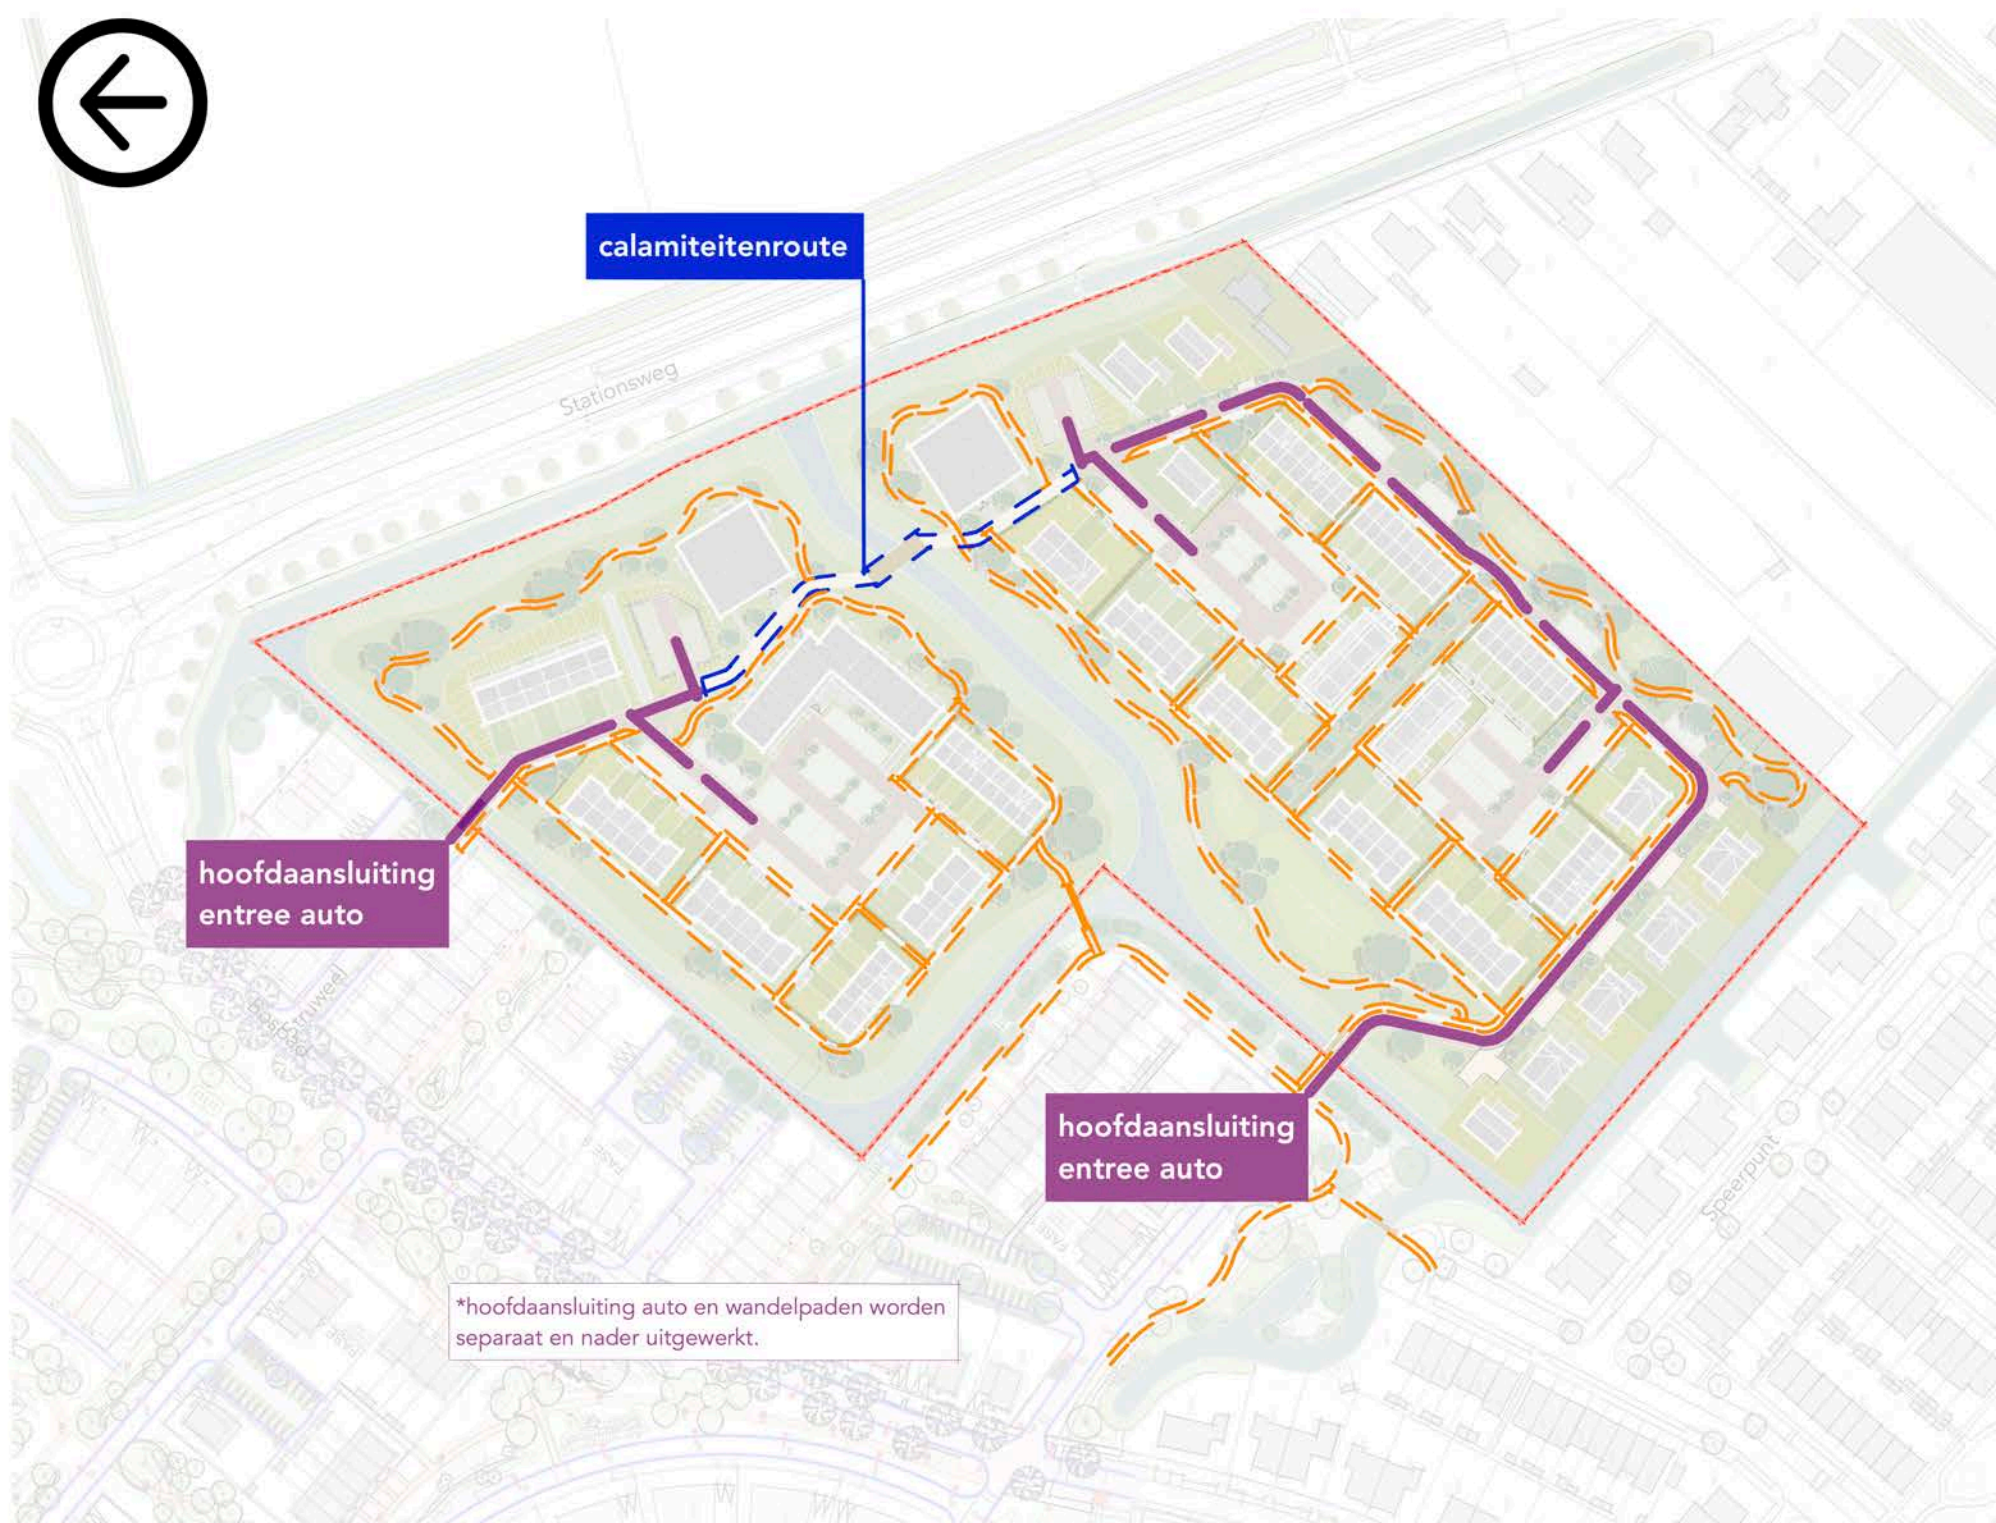 calamiteitenroute
Stationsweg
hoofdaansluiting
entree auto
hoofdaansluiting
entree auto
Speerpunt
*hoofdaansluiting auto en wandelpaden worden
separaat en nader uitgewerkt.